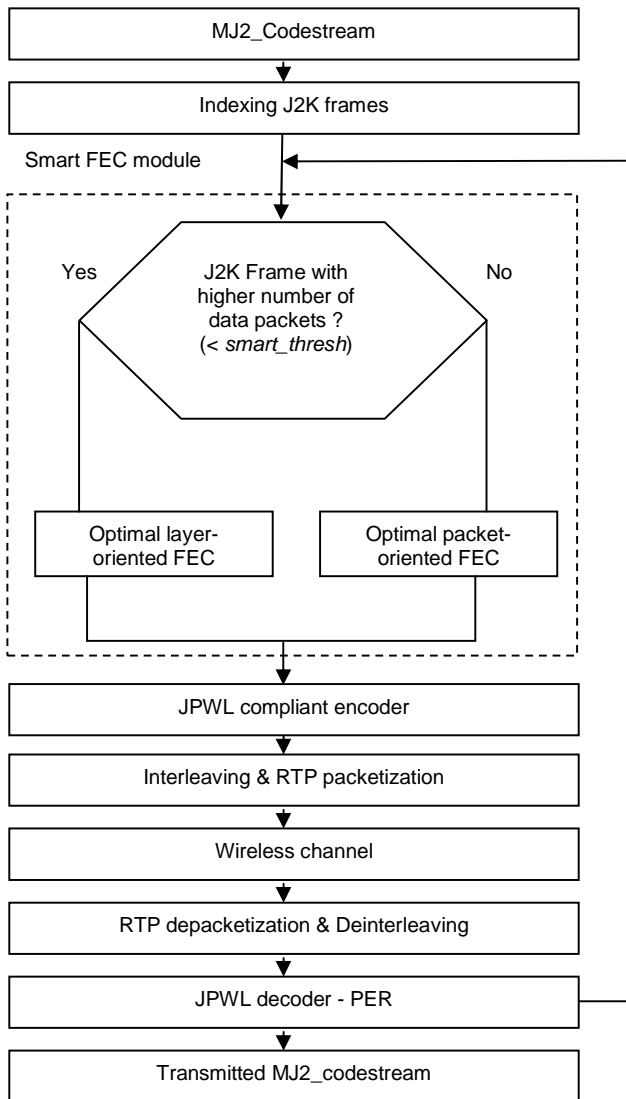 MJ2_Codestream
Indexing J2K frames
Smart FEC module
Yes
J2K Frame with
higher number of
data packets ?
(< smart_thresh)
No
Optimal layer-
oriented FEC
Optimal packet-
oriented FEC
JPWL compliant encoder
Interleaving & RTP packetization
Wireless channel
RTP depacketization & Deinterleaving
JPWL decoder - PER
Transmitted MJ2_codestream